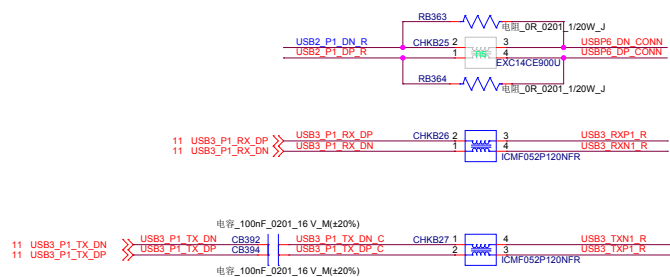 RB363
电阻_0R_0201_1/20W_J
USB2_P1_DN_R CHKB25 2 3 USBP6_DN_CONN
USB2_P1_DP_R 1 4 USBP6_DP_CONN
EXC14CE900U
RB364
电阻_0R_0201_1/20W_J
11 USB3_P1_RX_DP USB3_P1_RX_DP CHKB26 2 3 USB3_RXP1_R
11 USB3_P1_RX_DN USB3_P1_RX_DN 1 4 USB3_RXN1_R
ICMF052P120NFR
电容_100nF_0201_16 V_M(±20%)
11 USB3_P1_TX_DN USB3_P1_TX_DN CB392 USB3_P1_TX_DN_C CHKB27 1 4 USB3_TXN1_R
11 USB3_P1_TX_DP USB3_P1_TX_DP CB394 USB3_P1_TX_DP_C 2 3 USB3_TXP1_R
ICMF052P120NFR
电容_100nF_0201_16 V_M(±20%)